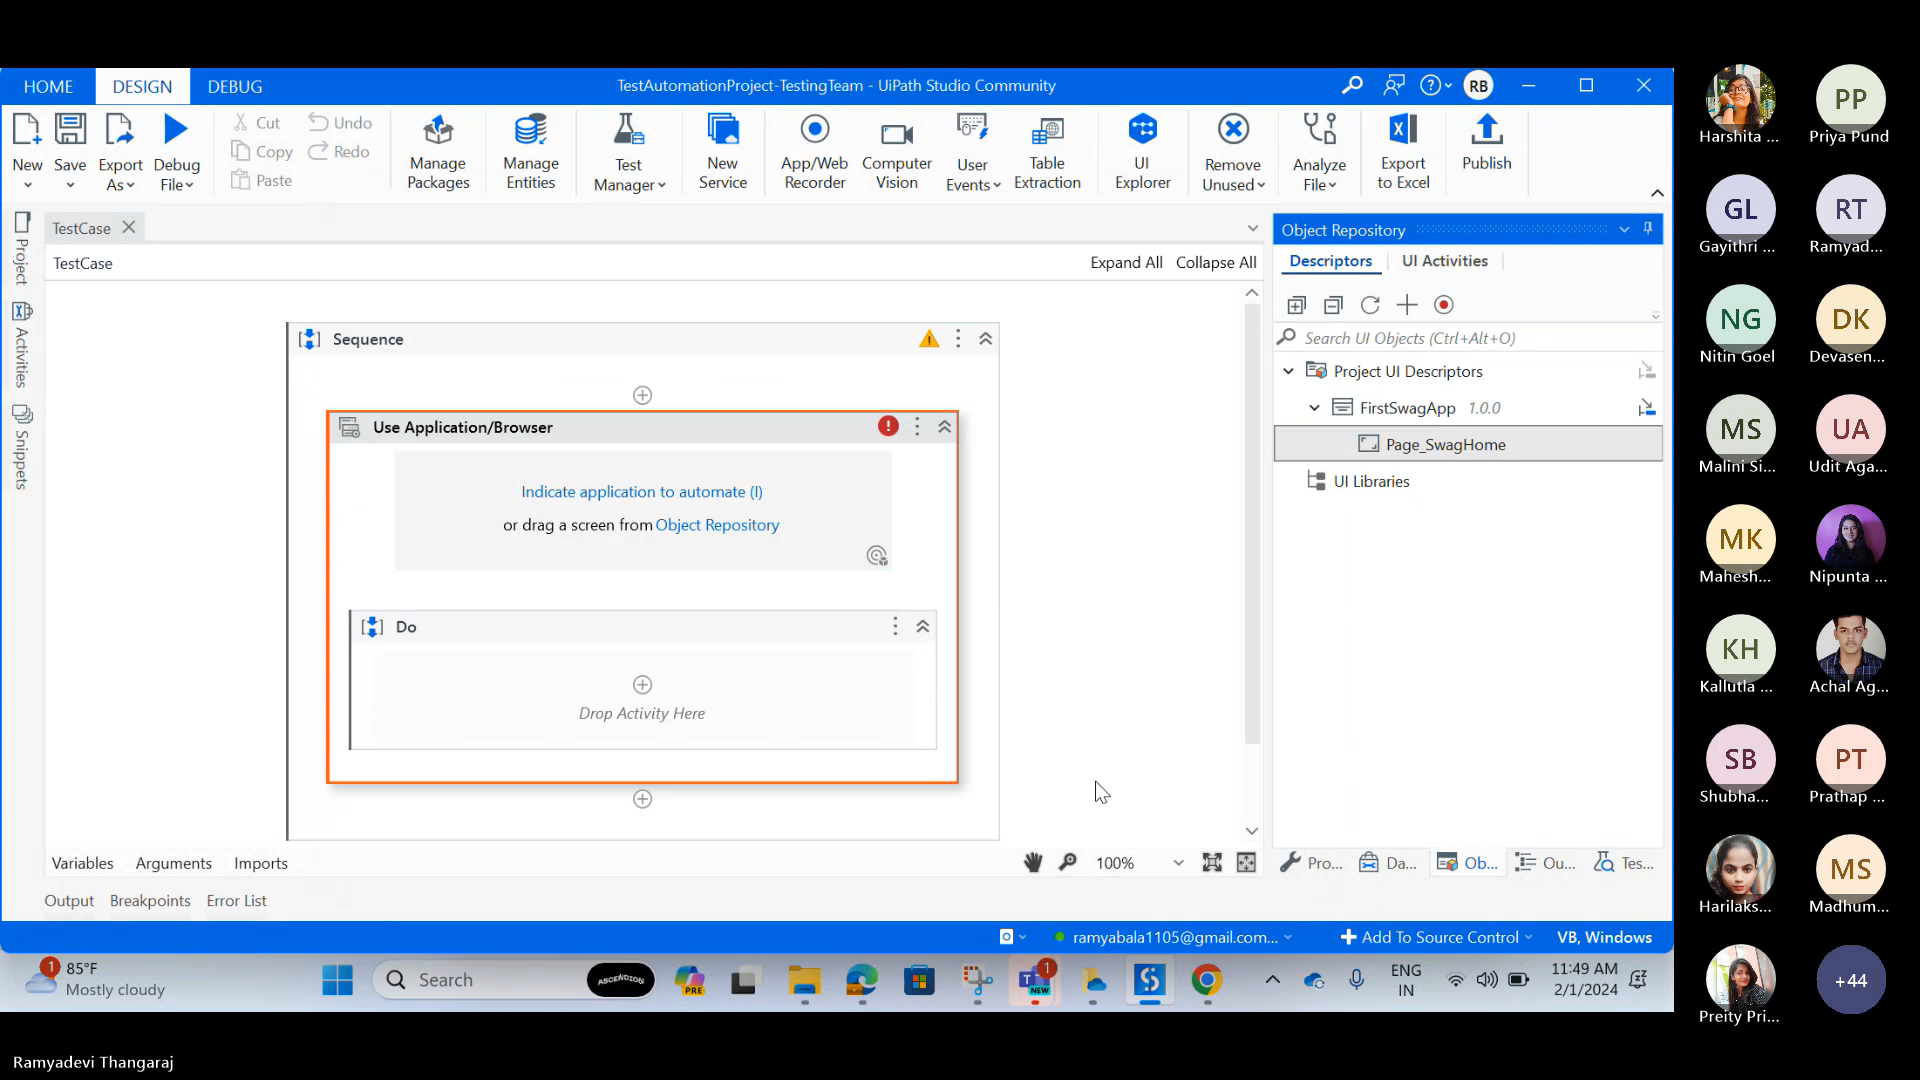 HOME
DESIGN
DEBUG
TestAutomationProject-TestingTeam - UiPath Studio Community
RB
New
Save
Export As
Debug File
Cut
Copy
Paste
Undo
Redo
Manage Packages
Manage Entities
Test Manager
New Service
App/Web Recorder
Computer Vision
User Events
Table Extraction
UI Explorer
Remove Unused
Analyze File
Export to Excel
Publish
Project
Activities
Snippets
TestCase
TestCase
Expand All
Collapse All
Sequence
Use Application/Browser
Indicate application to automate (I)
or drag a screen from Object Repository
Do
Drop Activity Here
Object Repository
Descriptors
UI Activities
Search UI Objects (Ctrl+Alt+O)
Project UI Descriptors
FirstSwagApp 1.0.0
Page_SwagHome
UI Libraries
Variables
Arguments
Imports
100%
Pro...
Da...
Ob...
Ou...
Tes...
Output
Breakpoints
Error List
ramyabala1105@gmail.com...
Add To Source Control
VB, Windows
1
85°F
Mostly cloudy
Search
ASCENDION
PRE
1
NEW
ENG
IN
11:49 AM
2/1/2024
Harshita ...
PP
Priya Pund
GL
Gayithri ...
RT
Ramyad...
NG
Nitin Goel
DK
Devasen...
MS
Malini Si...
UA
Udit Aga...
MK
Mahesh...
Nipunta ...
KH
Kallutla ...
Achal Ag...
SB
Shubha...
PT
Prathap ...
Harilaks...
MS
Madhum...
Preity Pri...
+44
Ramyadevi Thangaraj